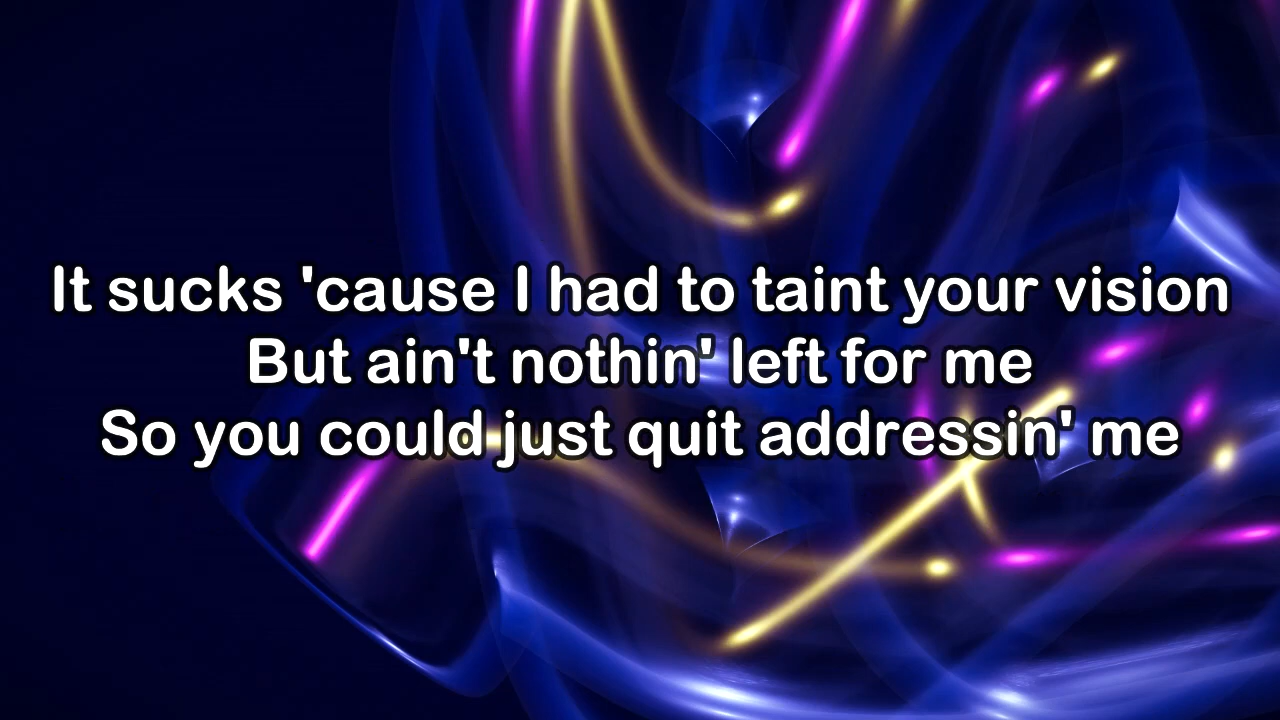 It sucks 'cause I had to taint your vision
But ain't nothin' left for me
So you could just quit addressin' me